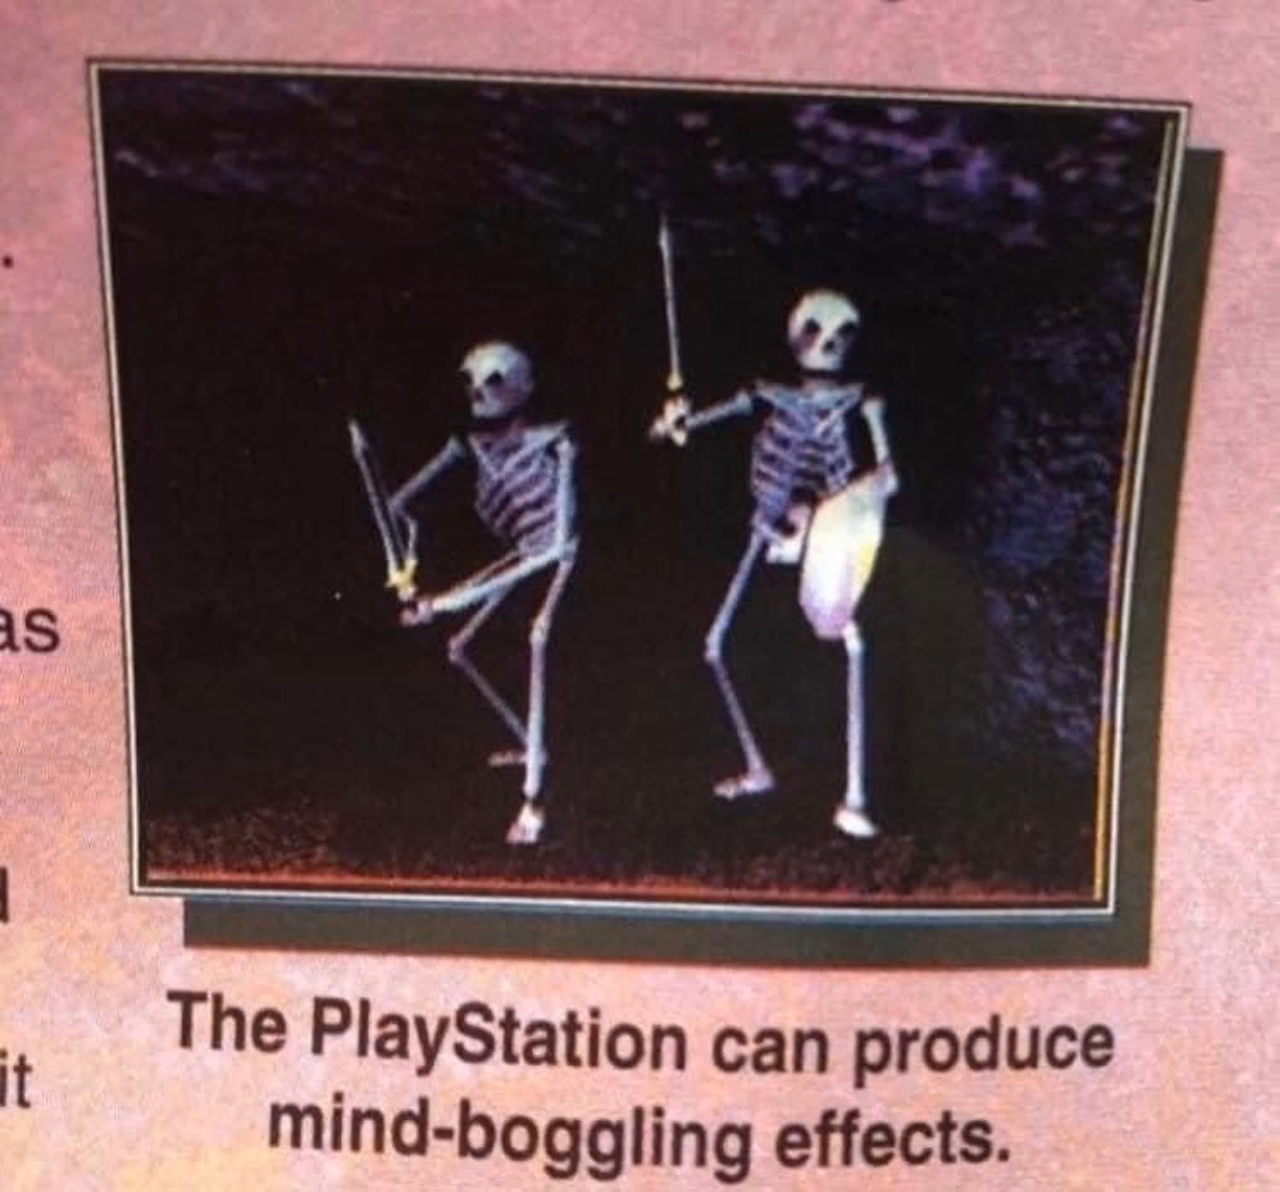 .
as
d
it
The PlayStation can produce
mind-boggling effects.